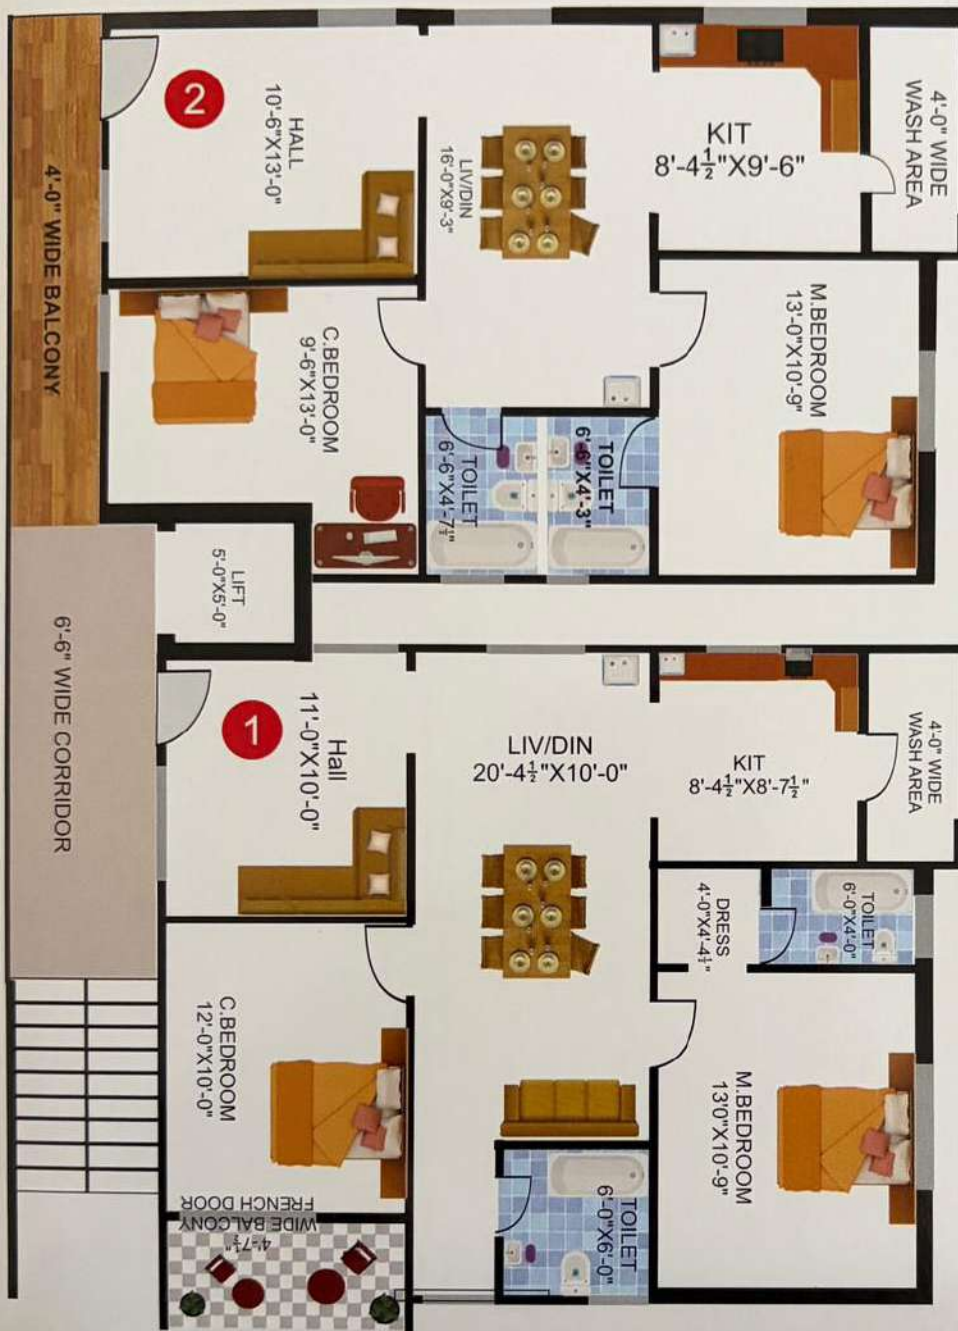 2
HALL
10'-6"X13'-0"
LIV/DIN
16'-0"X9'-3"
KIT
8'-4½"X9'-6"
4'-0" WIDE
WASH AREA
4'-0" WIDE BALCONY
C.BEDROOM
9'-6"X13'-0"
M.BEDROOM
13'-0"X10'-9"
TOILET
6'-6"X4'-7½"
TOILET
6'-6"X4'-3"
LIFT
5'-0"X5'-0"
6'-6" WIDE CORRIDOR
1
Hall
11'-0"X10'-0"
LIV/DIN
20'-4½"X10'-0"
KIT
8'-4½"X8'-7½"
4'-0" WIDE
WASH AREA
DRESS
4'-0"X4'-4½"
TOILET
6'-0"X4'-0"
C.BEDROOM
12'-0"X10'-0"
M.BEDROOM
13'0"X10'-9"
TOILET
6'-0"X6'-0"
4'-7½"
WIDE BALCONY
FRENCH DOOR